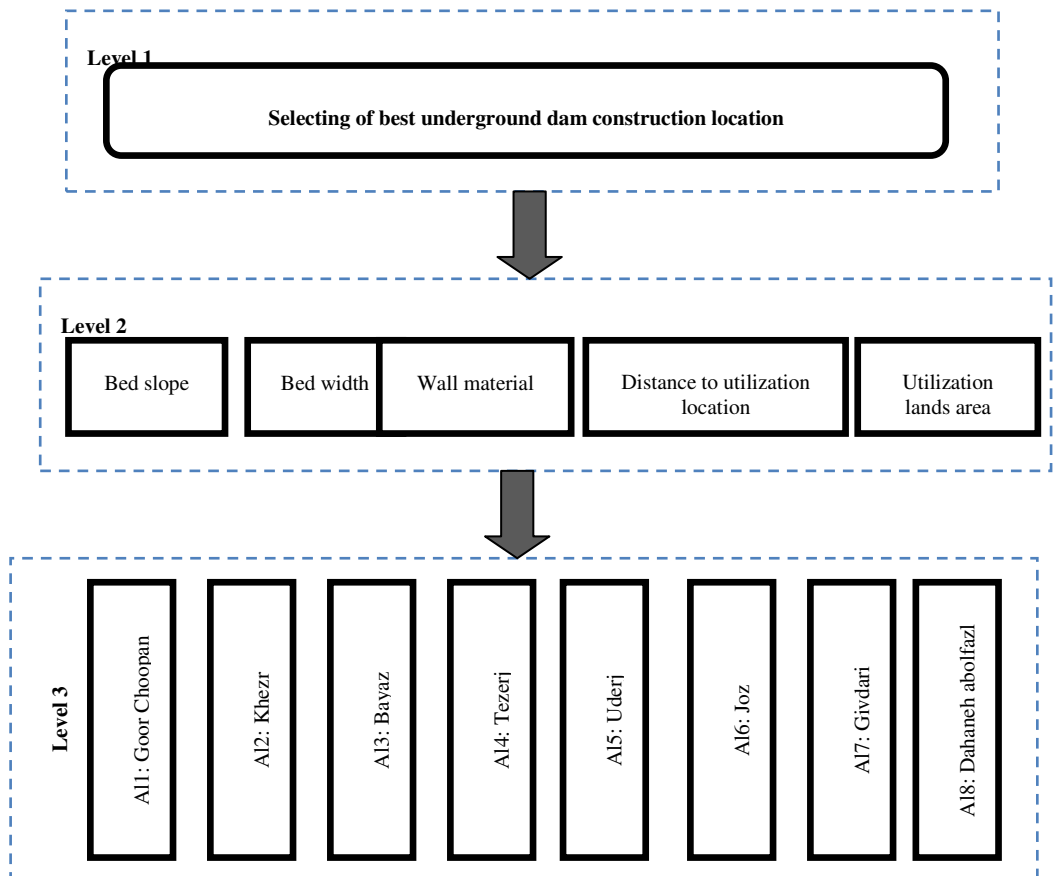 Level 1
Selecting of best underground dam construction location
Level 2
Bed slope
Bed width
Wall material
Distance to utilization
location
Utilization
lands area
Level 3
Al1: Goor Choopan
Al2: Khezr
Al3: Bayaz
Al4: Tezerj
Al5: Uderj
Al6: Joz
Al7: Givdari
Al8: Dahaneh abolfazl